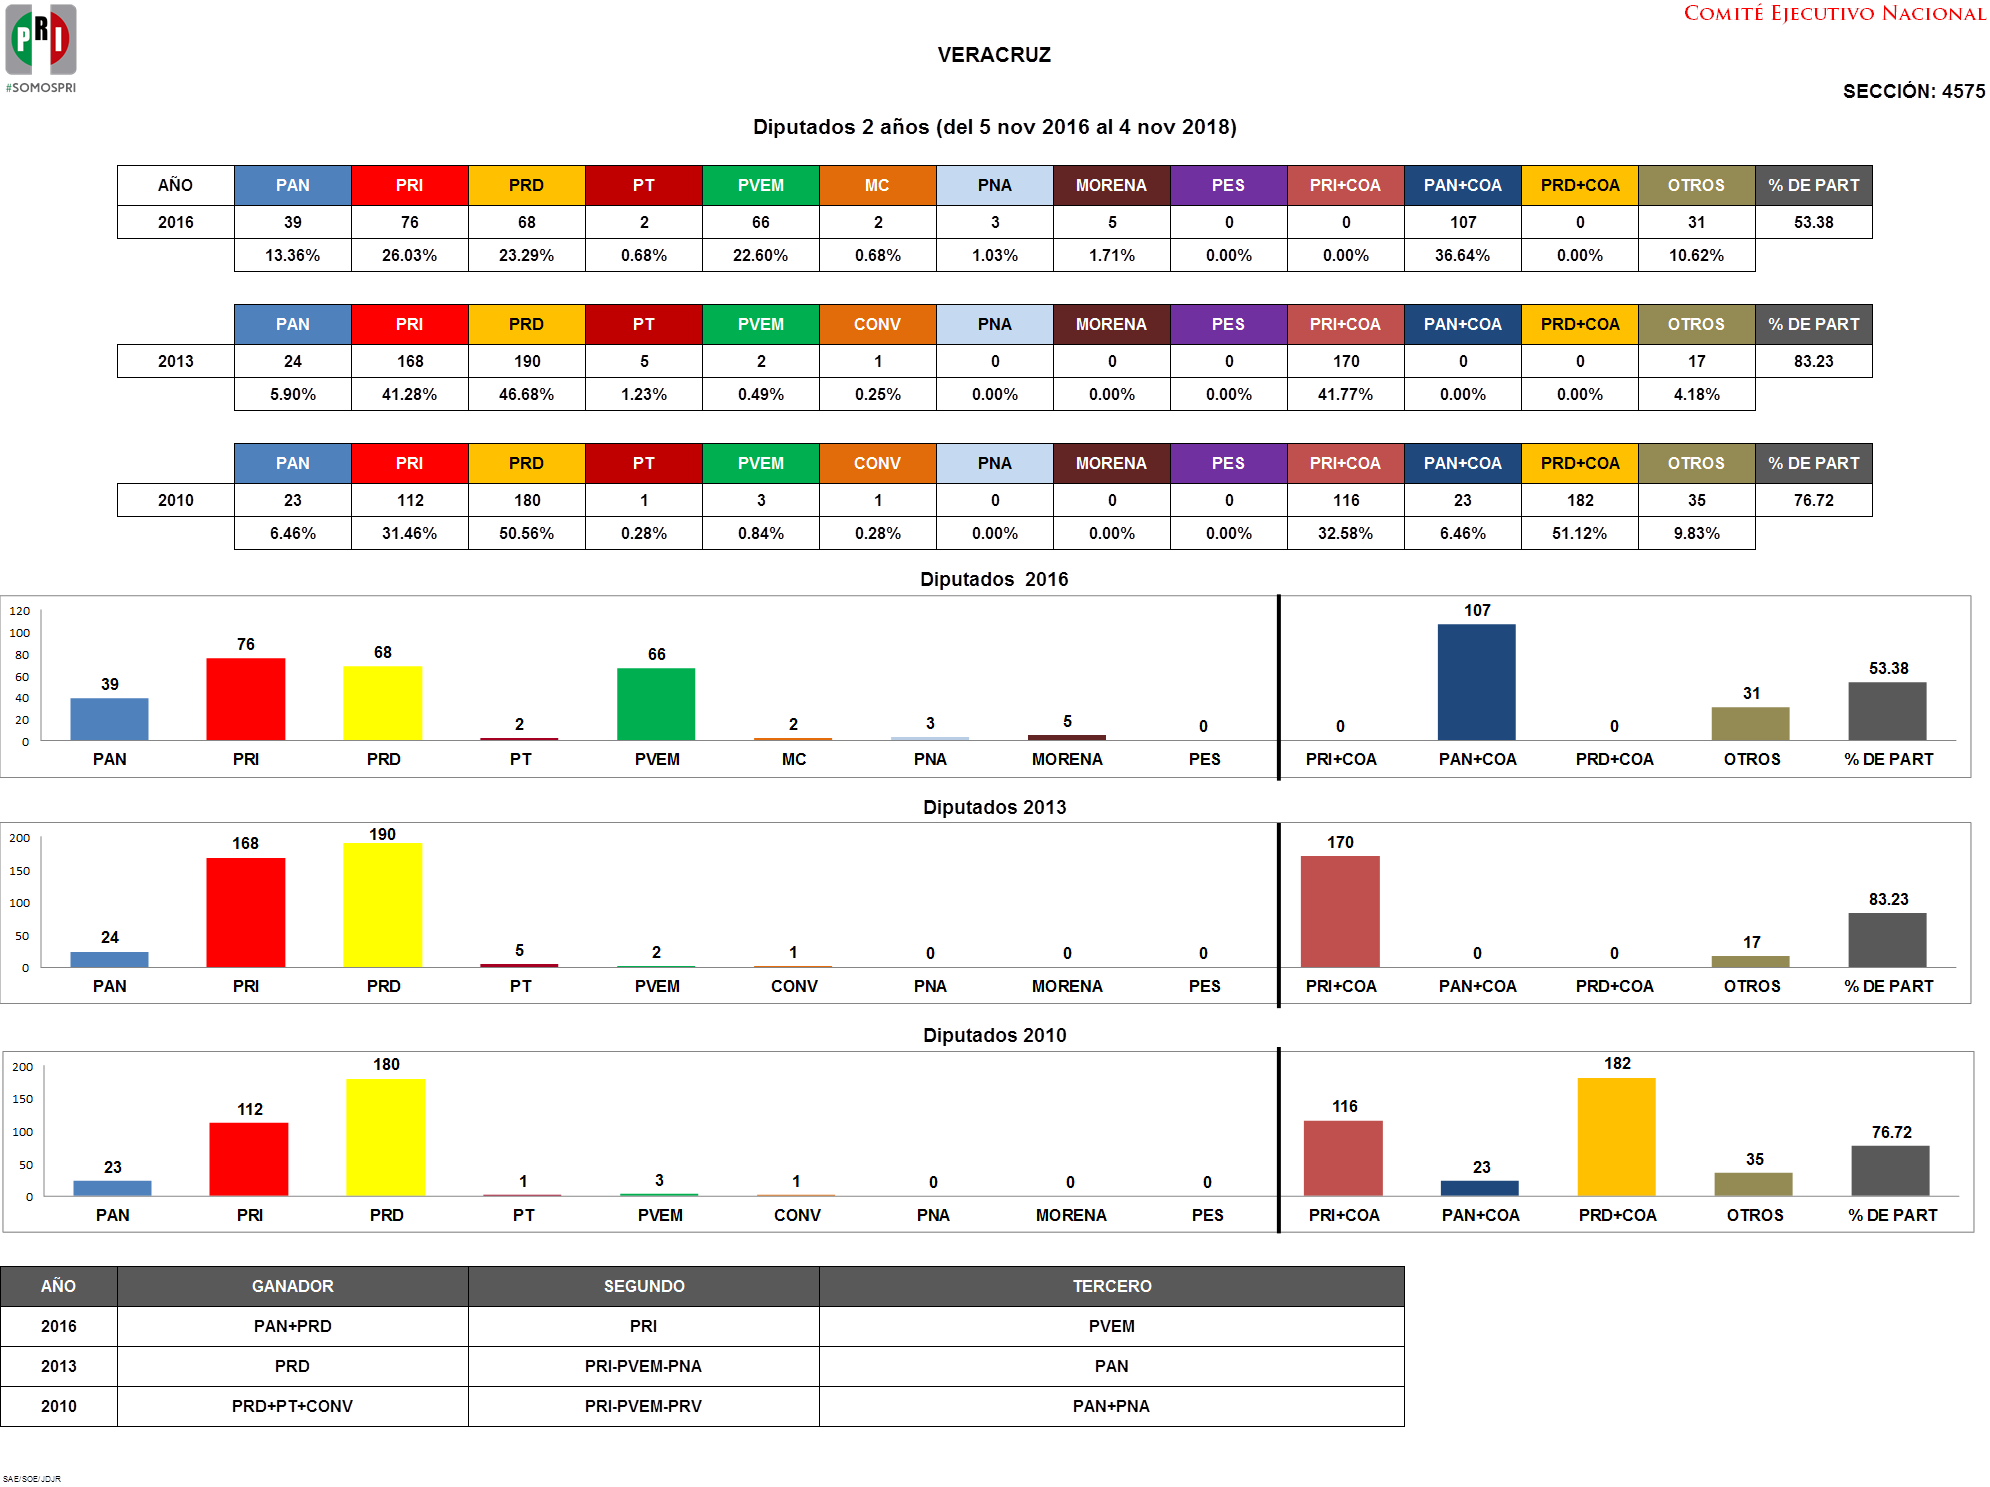 PRI
#SOMOSPRI
COMITÉ EJECUTIVO NACIONAL
VERACRUZ
SECCIÓN: 4575
Diputados 2 años (del 5 nov 2016 al 4 nov 2018)
AÑO PAN PRI PRD PT PVEM MC PNA MORENA PES PRI+COA PAN+COA PRD+COA OTROS % DE PART
2016 39 76 68 2 66 2 3 5 0 0 107 0 31 53.38
13.36% 26.03% 23.29% 0.68% 22.60% 0.68% 1.03% 1.71% 0.00% 0.00% 36.64% 0.00% 10.62%
PAN PRI PRD PT PVEM CONV PNA MORENA PES PRI+COA PAN+COA PRD+COA OTROS % DE PART
2013 24 168 190 5 2 1 0 0 0 170 0 0 17 83.23
5.90% 41.28% 46.68% 1.23% 0.49% 0.25% 0.00% 0.00% 0.00% 41.77% 0.00% 0.00% 4.18%
PAN PRI PRD PT PVEM CONV PNA MORENA PES PRI+COA PAN+COA PRD+COA OTROS % DE PART
2010 23 112 180 1 3 1 0 0 0 116 23 182 35 76.72
6.46% 31.46% 50.56% 0.28% 0.84% 0.28% 0.00% 0.00% 0.00% 32.58% 6.46% 51.12% 9.83%
Diputados 2016
120
100
80
60
40
20
0
39 76 68 2 66 2 3 5 0 0 107 0 31 53.38
PAN PRI PRD PT PVEM MC PNA MORENA PES PRI+COA PAN+COA PRD+COA OTROS % DE PART
Diputados 2013
200
150
100
50
0
24 168 190 5 2 1 0 0 0 170 0 0 17 83.23
PAN PRI PRD PT PVEM CONV PNA MORENA PES PRI+COA PAN+COA PRD+COA OTROS % DE PART
Diputados 2010
200
150
100
50
0
23 112 180 1 3 1 0 0 0 116 23 182 35 76.72
PAN PRI PRD PT PVEM CONV PNA MORENA PES PRI+COA PAN+COA PRD+COA OTROS % DE PART
AÑO GANADOR SEGUNDO TERCERO
2016 PAN+PRD PRI PVEM
2013 PRD PRI-PVEM-PNA PAN
2010 PRD+PT+CONV PRI-PVEM-PRV PAN+PNA
SAE/SOE/JDJR